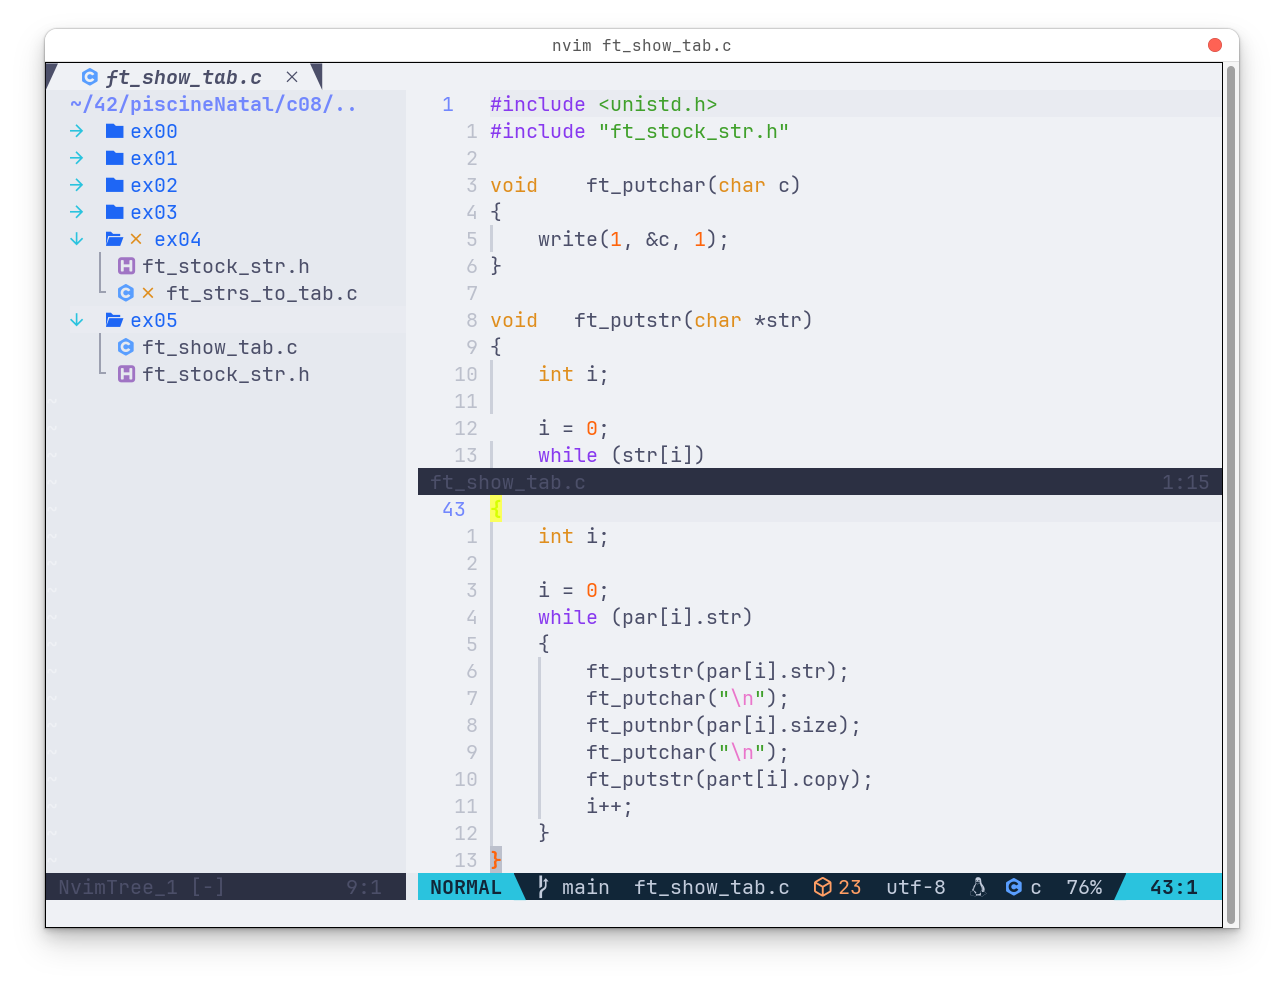 nvim ft_show_tab.c
ft_show_tab.c ×
~/42/piscineNatal/c08/..
ex00
ex01
ex02
ex03
ex04
ft_stock_str.h
ft_strs_to_tab.c
ex05
ft_show_tab.c
ft_stock_str.h
NvimTree_1 [-] 9:1
1 #include <unistd.h>
1 #include "ft_stock_str.h"
2
3 void    ft_putchar(char c)
4 {
5     write(1, &c, 1);
6 }
7
8 void   ft_putstr(char *str)
9 {
10     int i;
11
12     i = 0;
13     while (str[i])
ft_show_tab.c 1:15
43 {
1     int i;
2
3     i = 0;
4     while (par[i].str)
5     {
6         ft_putstr(par[i].str);
7         ft_putchar("\n");
8         ft_putnbr(par[i].size);
9         ft_putchar("\n");
10         ft_putstr(part[i].copy);
11         i++;
12     }
13 }
NORMAL main ft_show_tab.c 23 utf-8 c 76% 43:1